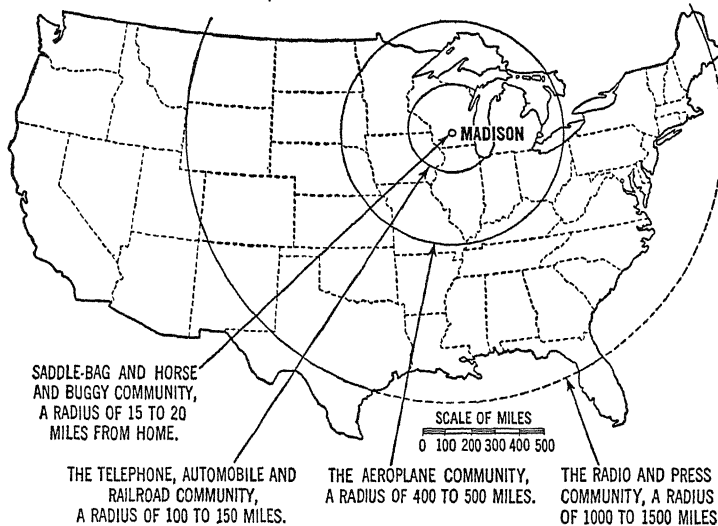 MADISON
SADDLE-BAG AND HORSE
AND BUGGY COMMUNITY,
A RADIUS OF 15 TO 20
MILES FROM HOME.
SCALE OF MILES
0 100 200 300 400 500
THE TELEPHONE, AUTOMOBILE AND
RAILROAD COMMUNITY,
A RADIUS OF 100 TO 150 MILES.
THE AEROPLANE COMMUNITY,
A RADIUS OF 400 TO 500 MILES.
THE RADIO AND PRESS
COMMUNITY, A RADIUS
OF 1000 TO 1500 MILES